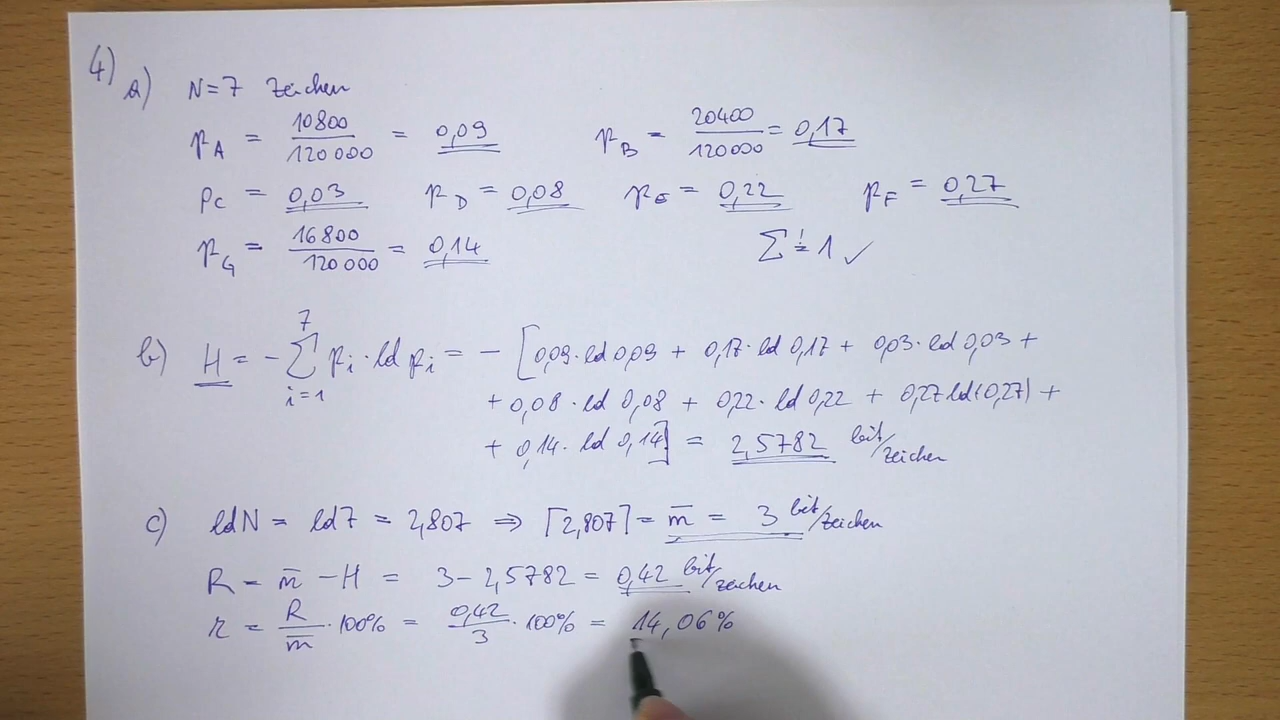 4) a) N=7 Zeichen
p_A = 10800/120000 = 0,09 p_B = 20400/120000 = 0,17
p_C = 0,03 p_D = 0,08 p_E = 0,22 p_F = 0,27
p_G = 16800/120000 = 0,14 Σ != 1 ✓
b) H = - Σ_{i=1}^{7} p_i · ld p_i = - [0,09 · ld 0,09 + 0,17 · ld 0,17 + 0,03 · ld 0,03 +
+ 0,08 · ld 0,08 + 0,22 · ld 0,22 + 0,27 ld(0,27) +
+ 0,14 · ld 0,14] = 2,5782 bit/Zeichen
c) ld N = ld 7 = 2,807 ⇒ ⌈2,807⌉ = m̅ = 3 bit/Zeichen
R = m̅ - H = 3 - 2,5782 = 0,42 bit/Zeichen
r = R/m̅ · 100% = 0,42/3 · 100% = 14,06%